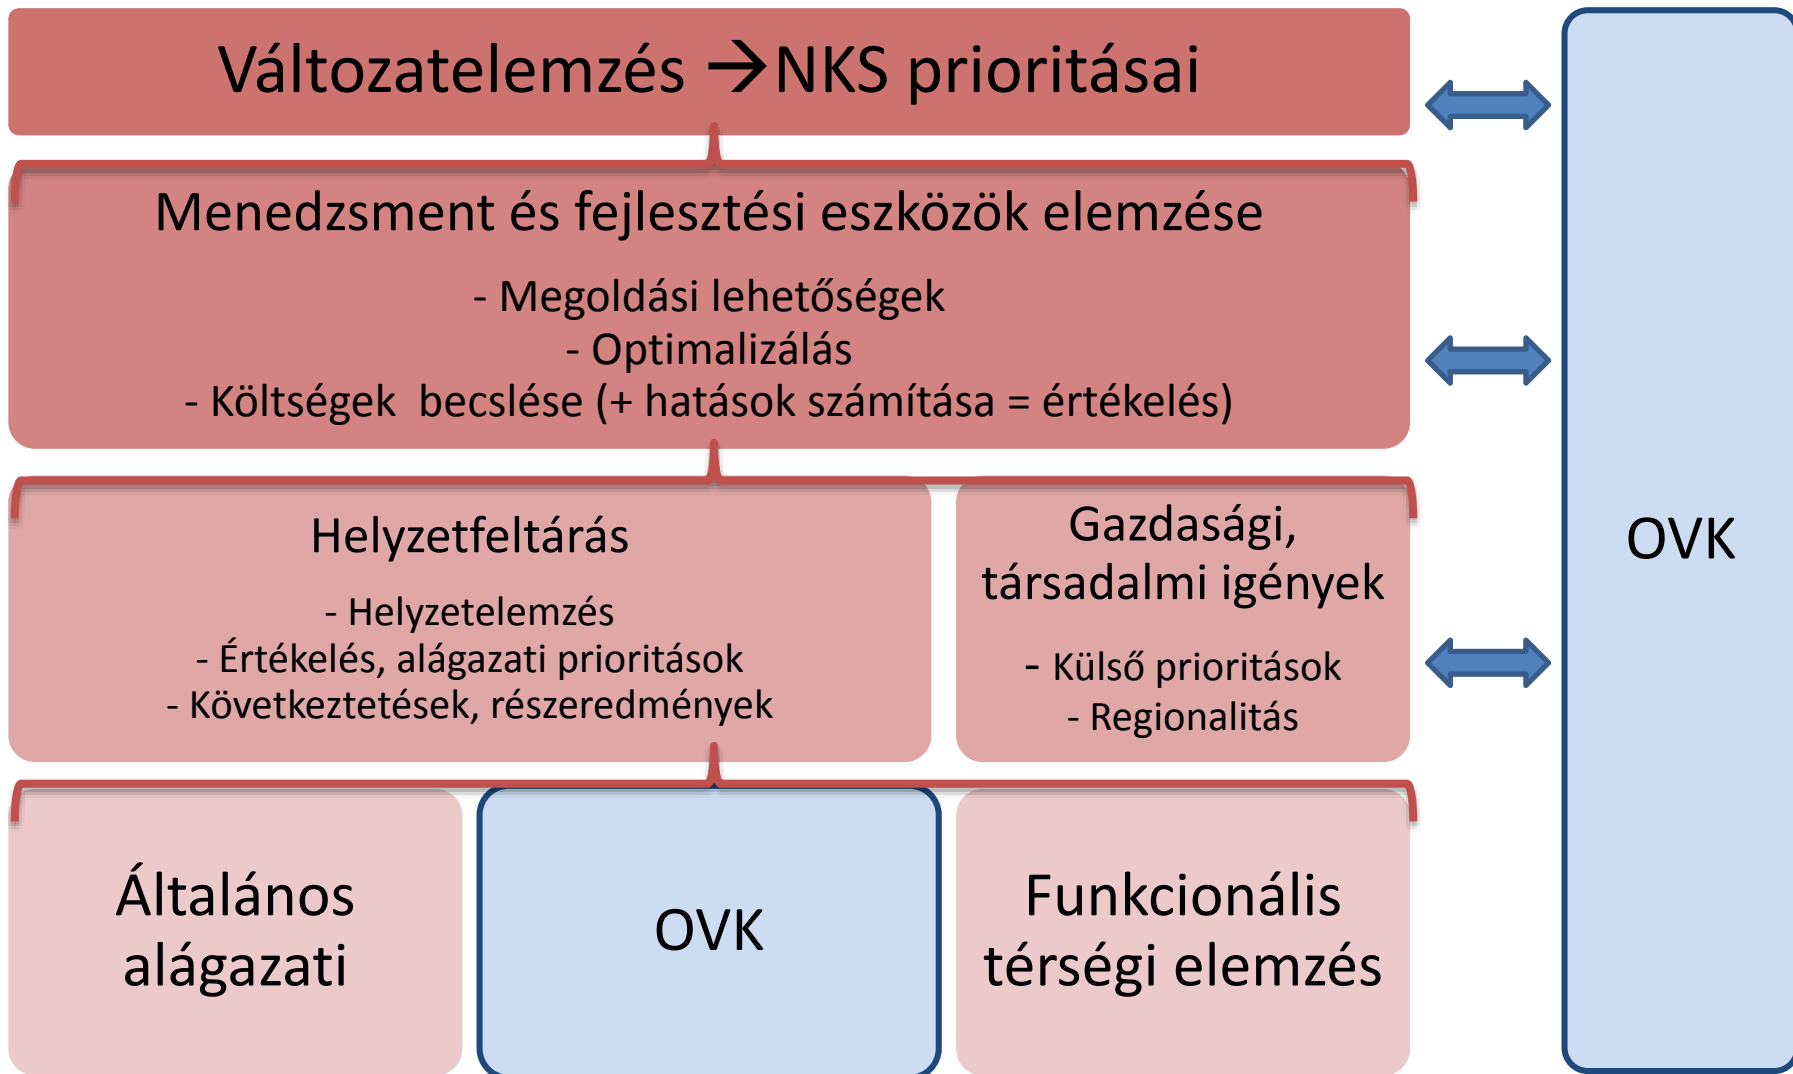 Változatelemzés →NKS prioritásai
Menedzsment és fejlesztési eszközök elemzése
- Megoldási lehetőségek
- Optimalizálás
- Költségek becslése (+ hatások számítása = értékelés)
Helyzetfeltárás
- Helyzetelemzés
- Értékelés, alágazati prioritások
- Következtetések, részeredmények
Gazdasági,
társadalmi igények
- Külső prioritások
- Regionalitás
Általános
alágazati
OVK
Funkcionális
térségi elemzés
OVK